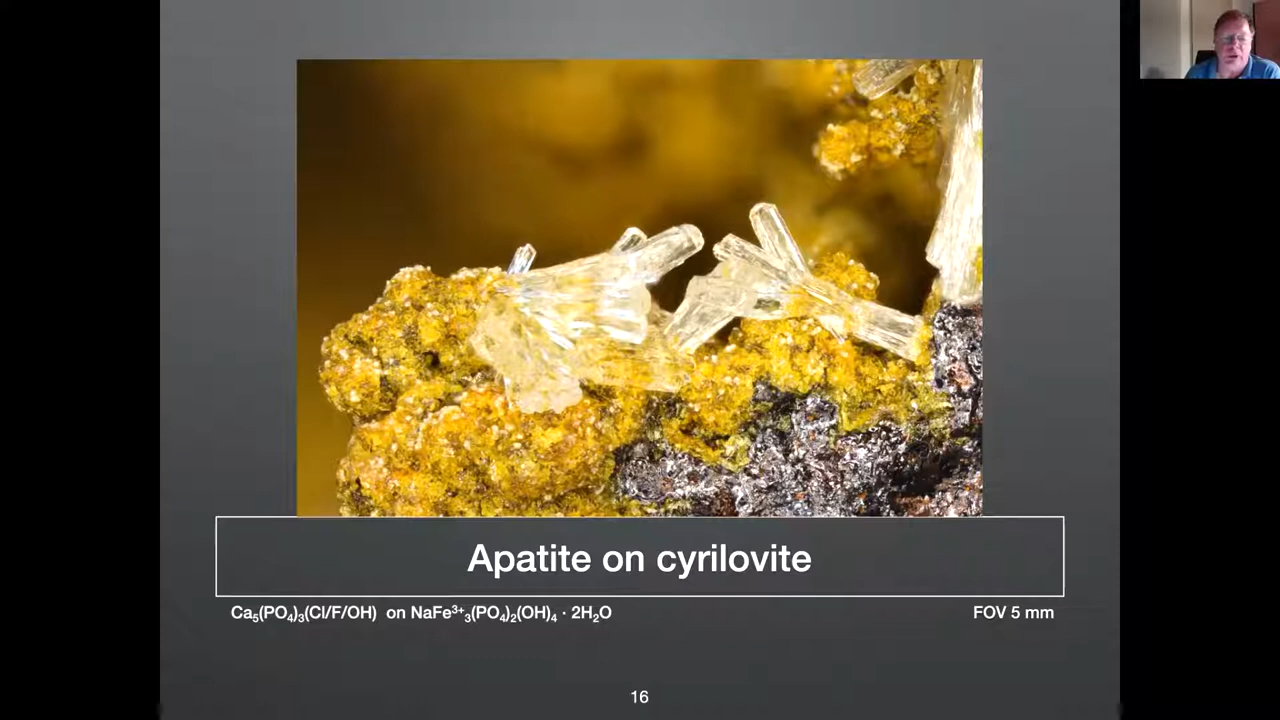 Apatite on cyrilovite
Ca₅(PO₄)₃(Cl/F/OH) on NaFe³⁺₃(PO₄)₂(OH)₄ · 2H₂O
FOV 5 mm
16